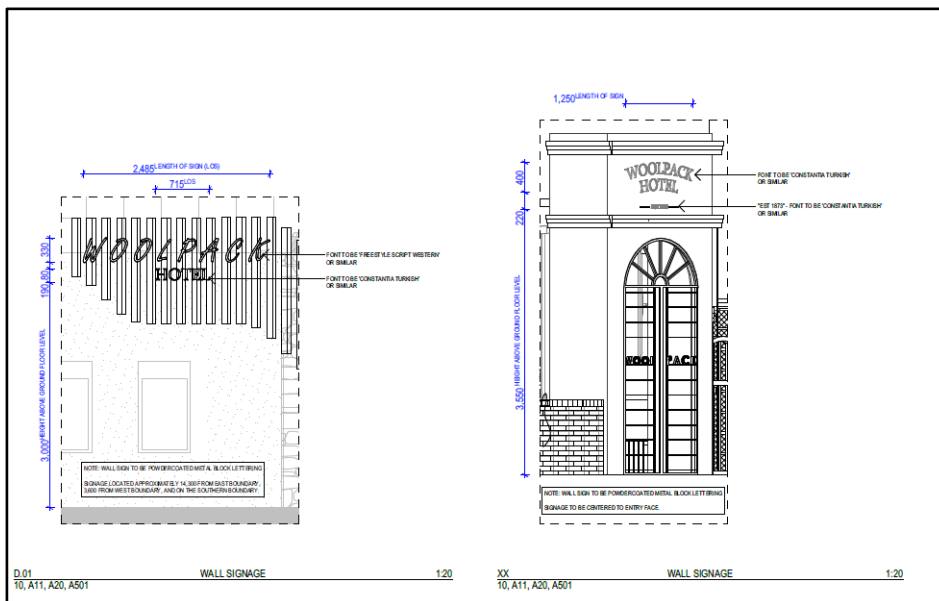 2,485 LENGTH OF SIGN (LOS)
715 LOS
330
80
190
3,000 HEIGHT ABOVE GROUND FLOOR LEVEL
WOOLPACK
HOTEL
FONT TO BE 'FREESTYLE SCRIPT WESTERN'
OR SIMILAR
FONT TO BE 'CONSTANTIA TURKISH'
OR SIMILAR
NOTE: WALL SIGN TO BE POWDERCOATED METAL BLOCK LETTERING
SIGNAGE LOCATED APPROXIMATELY 14,300 FROM EAST BOUNDARY,
3,600 FROM WEST BOUNDARY, AND ON THE SOUTHERN BOUNDARY.
D.01 WALL SIGNAGE 1:20
10, A11, A20, A501
1,250 LENGTH OF SIGN
400
220
3,550 HEIGHT ABOVE GROUND FLOOR LEVEL
WOOLPACK
HOTEL
FONT TO BE 'CONSTANTIA TURKISH'
OR SIMILAR
"EST 1873" - FONT TO BE 'CONSTANTIA TURKISH'
OR SIMILAR
WOOLPACK
NOTE: WALL SIGN TO BE POWDERCOATED METAL BLOCK LETTERING
SIGNAGE TO BE CENTERED TO ENTRY FACE.
XX WALL SIGNAGE 1:20
10, A11, A20, A501